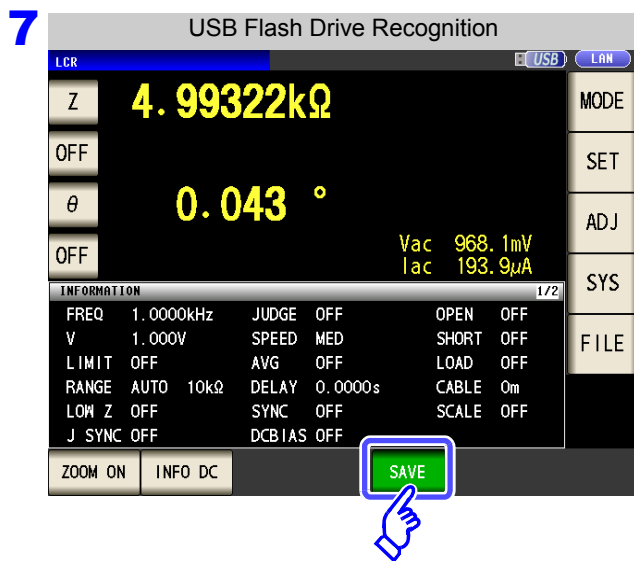 7
USB Flash Drive Recognition
LCR USB LAN
Z 4.99322kΩ MODE
OFF SET
θ 0.043 ° ADJ
OFF Vac 968.1mV
Iac 193.9μA SYS
INFORMATION 1/2
FREQ 1.0000kHz JUDGE OFF OPEN OFF
V 1.000V SPEED MED SHORT OFF FILE
LIMIT OFF AVG OFF LOAD OFF
RANGE AUTO 10kΩ DELAY 0.0000s CABLE 0m
LOW Z OFF SYNC OFF SCALE OFF
J SYNC OFF DCBIAS OFF
ZOOM ON INFO DC SAVE